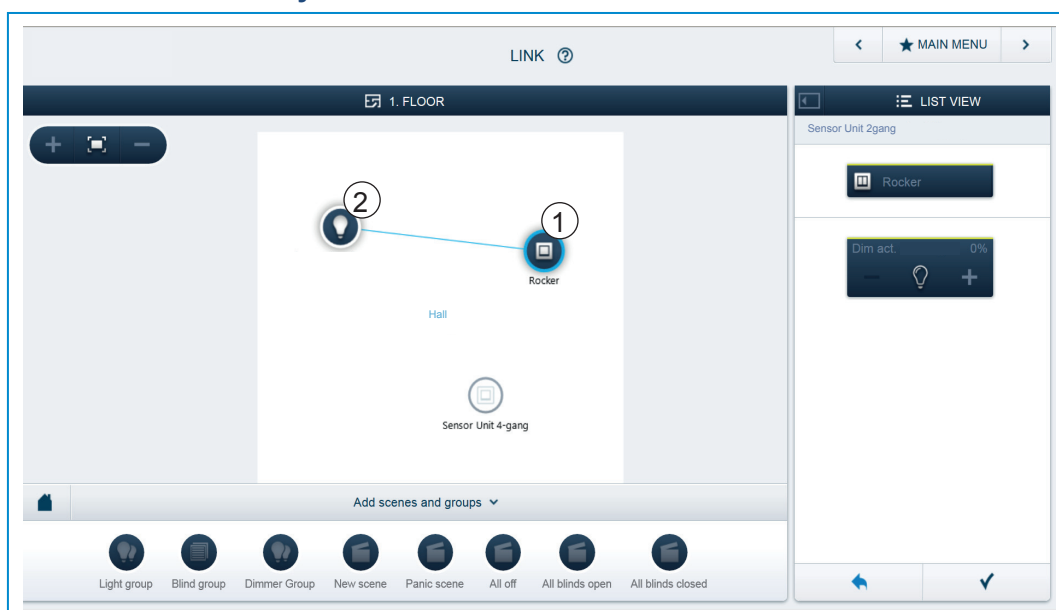 LINK ?
< ★ MAIN MENU >
1. FLOOR
LIST VIEW
Sensor Unit 2gang
+ −
2
1
Rocker
Rocker
Dim act. 0%
− +
Hall
Sensor Unit 4-gang
Add scenes and groups
Light group Blind group Dimmer Group New scene Panic scene All off All blinds open All blinds closed